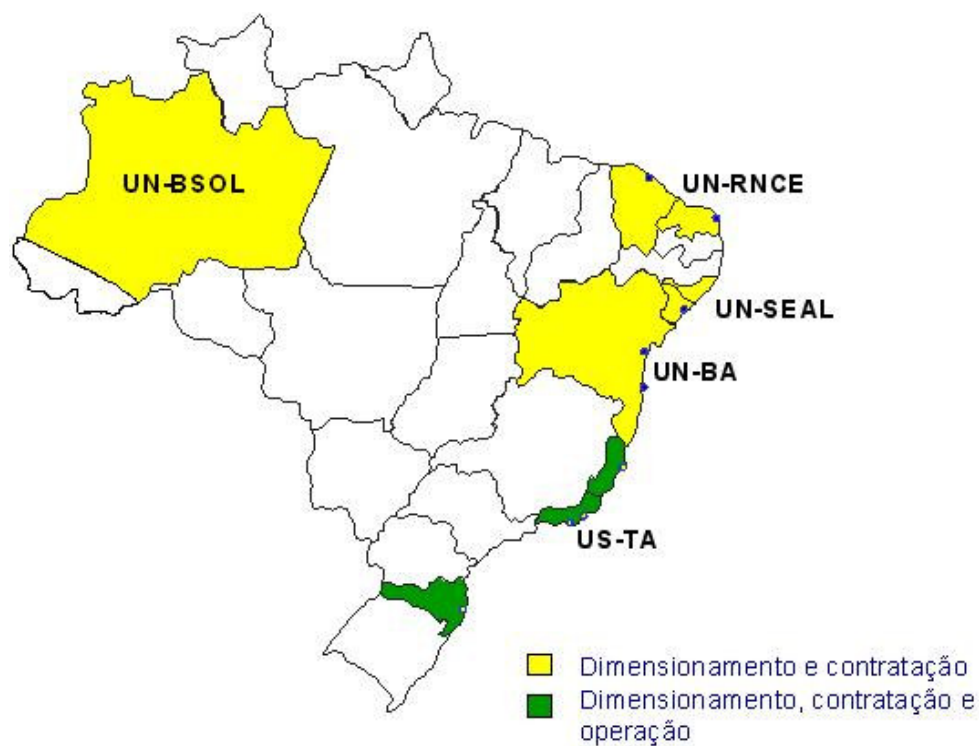 UN-BSOL
UN-RNCE
UN-SEAL
UN-BA
US-TA
Dimensionamento e contratação
Dimensionamento, contratação e
operação